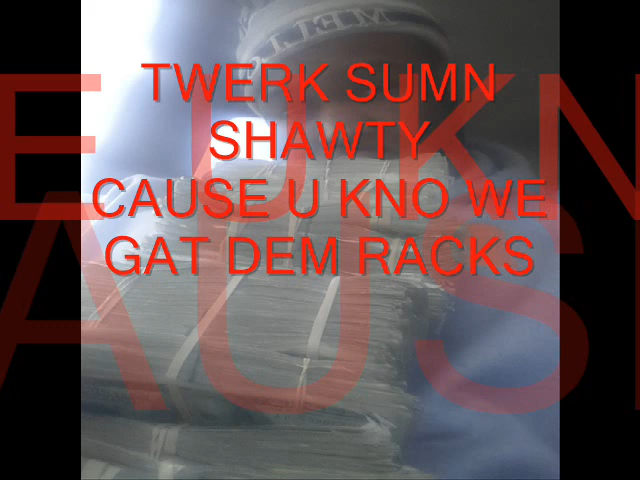 TWERK SUMN
SHAWTY
CAUSE U KNO WE
GAT DEM RACKS